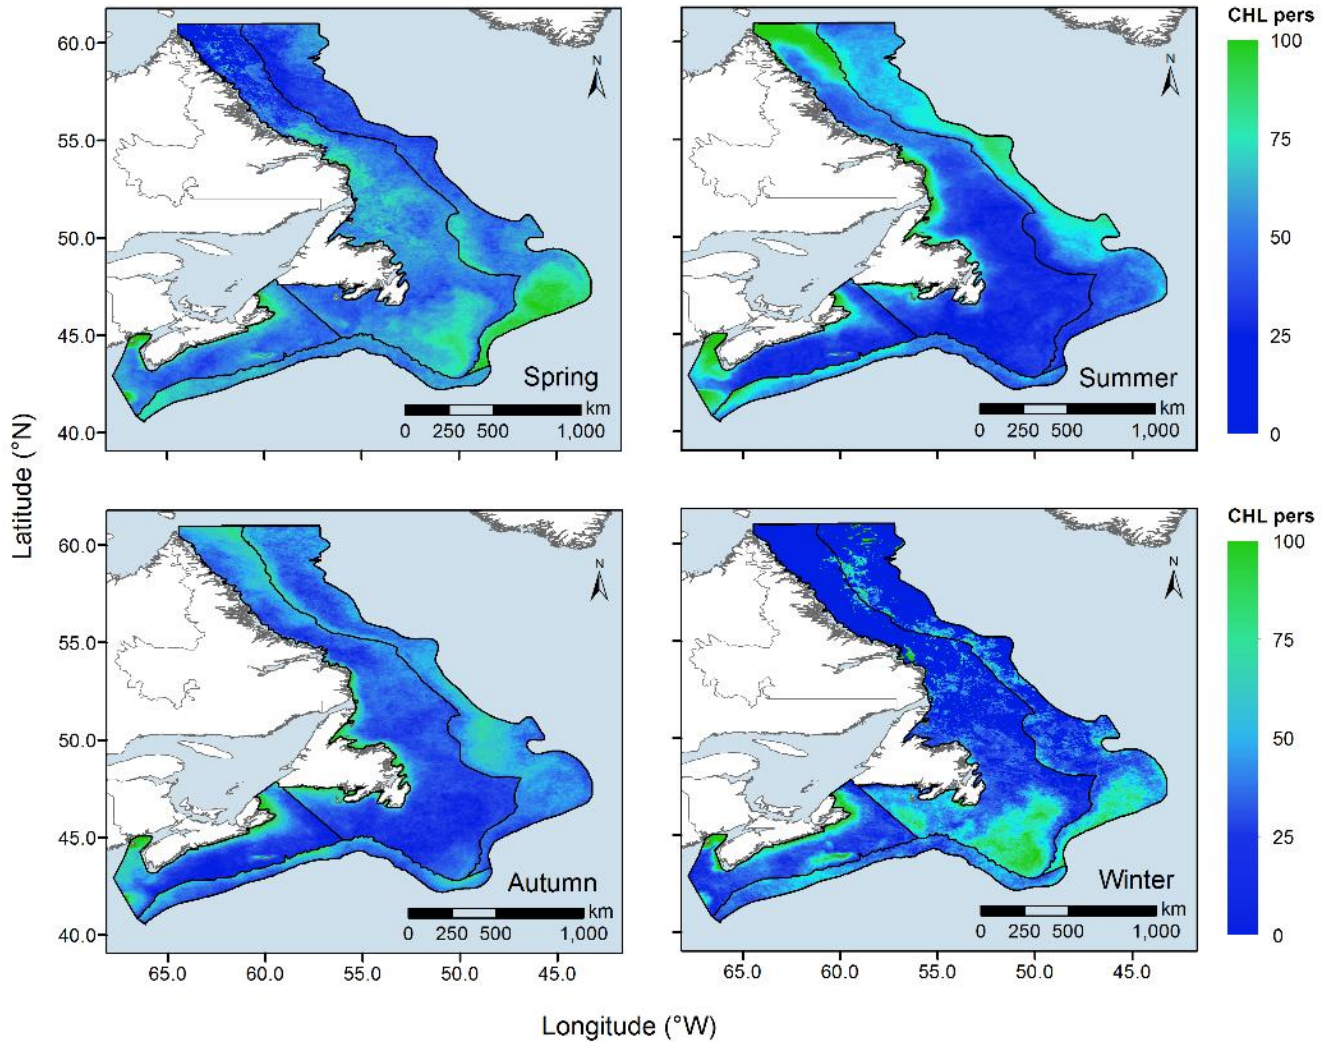 CHL pers
60.0
55.0
50.0
45.0
40.0
N
Spring
km
0 250 500 1,000
N
Summer
km
0 250 500 1,000
100
75
50
25
0
Latitude (°N)
CHL pers
60.0
55.0
50.0
45.0
40.0
N
Autumn
km
0 250 500 1,000
N
Winter
km
0 250 500 1,000
100
75
50
25
0
65.0 60.0 55.0 50.0 45.0
65.0 60.0 55.0 50.0 45.0
Longitude (°W)